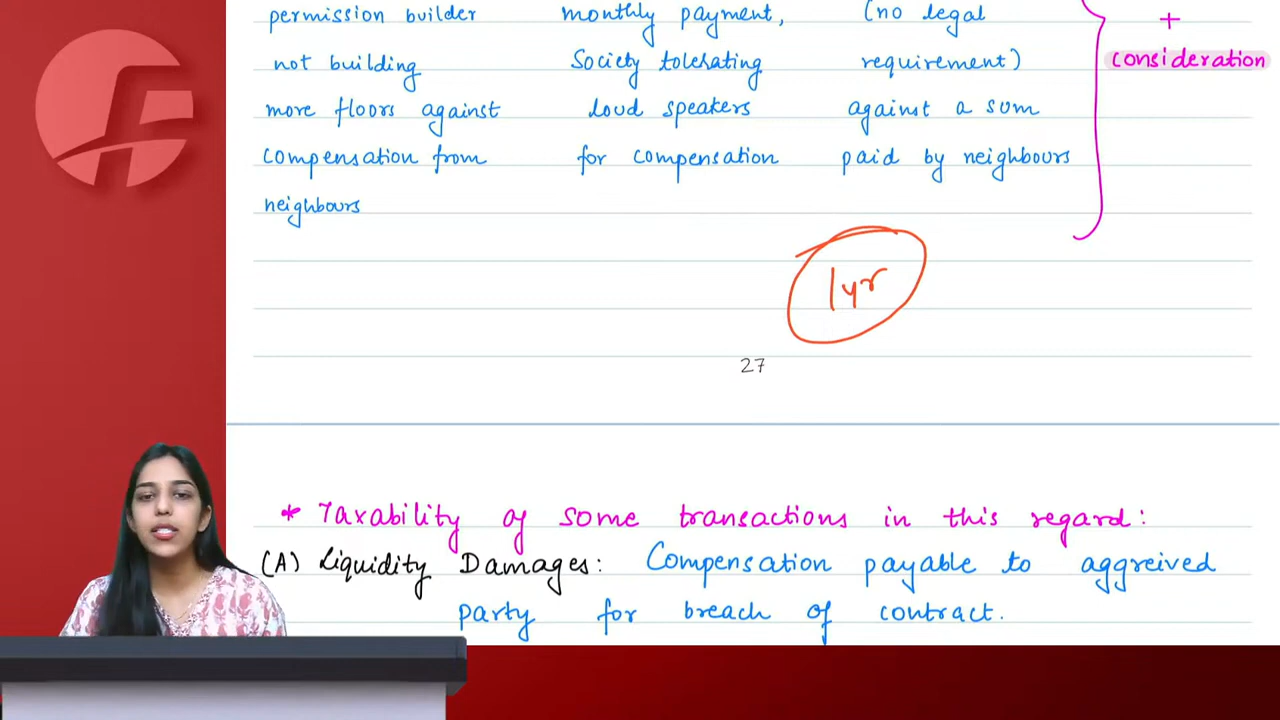 permission builder monthly payment, (no legal +
not building Society tolerating requirement) consideration
more floors against loud speakers against a sum
compensation from for compensation paid by neighbours
neighbours
1yr
27
* Taxability of some transactions in this regard:
(A) Liquidity Damages: Compensation payable to aggreived
party for breach of contract.